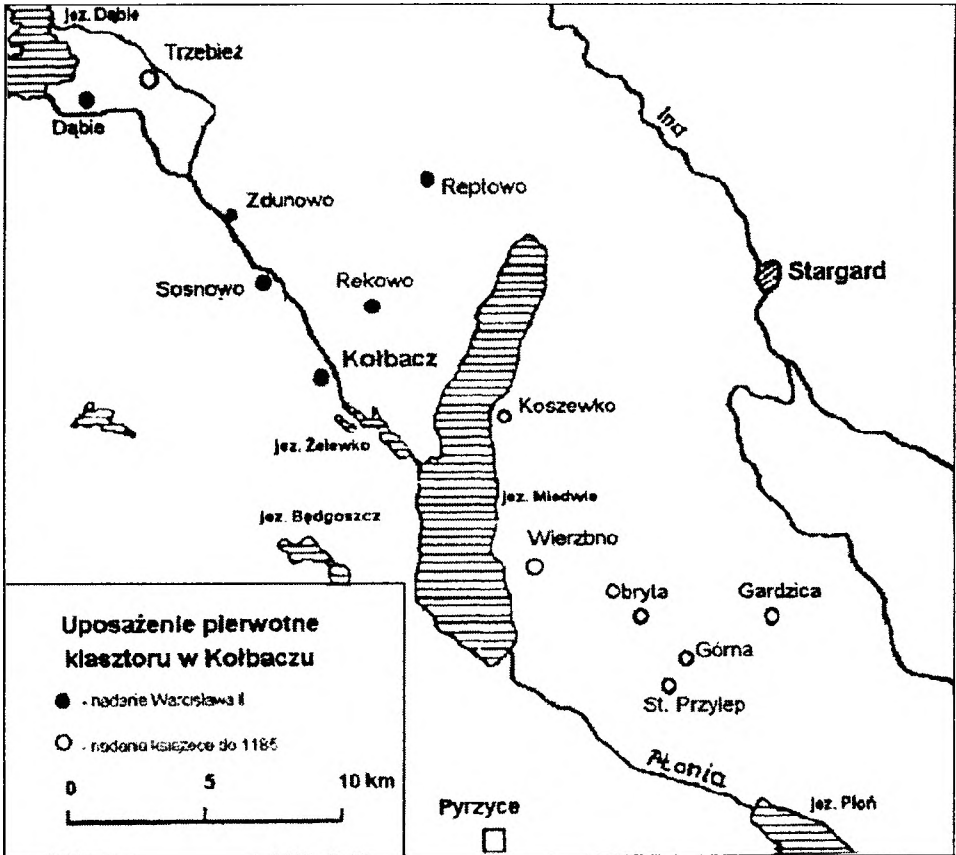 jez. Dąbie
Trzebież
Dąbie
Ina
Reptowo
Zdunowo
Stargard
Sosnowo
Rekowo
Kołbacz
Koszewko
jez. Żelewko
jez. Miedwie
jez. Będgoszcz
Wierzbno
Obryta
Gardzica
Górna
St. Przylep
Uposażenie pierwotne
klasztoru w Kołbaczu
- nadanie Warcisława II
- nadania książęce do 1185
0 5 10 km
Płonia
jez. Płoń
Pyrzyce